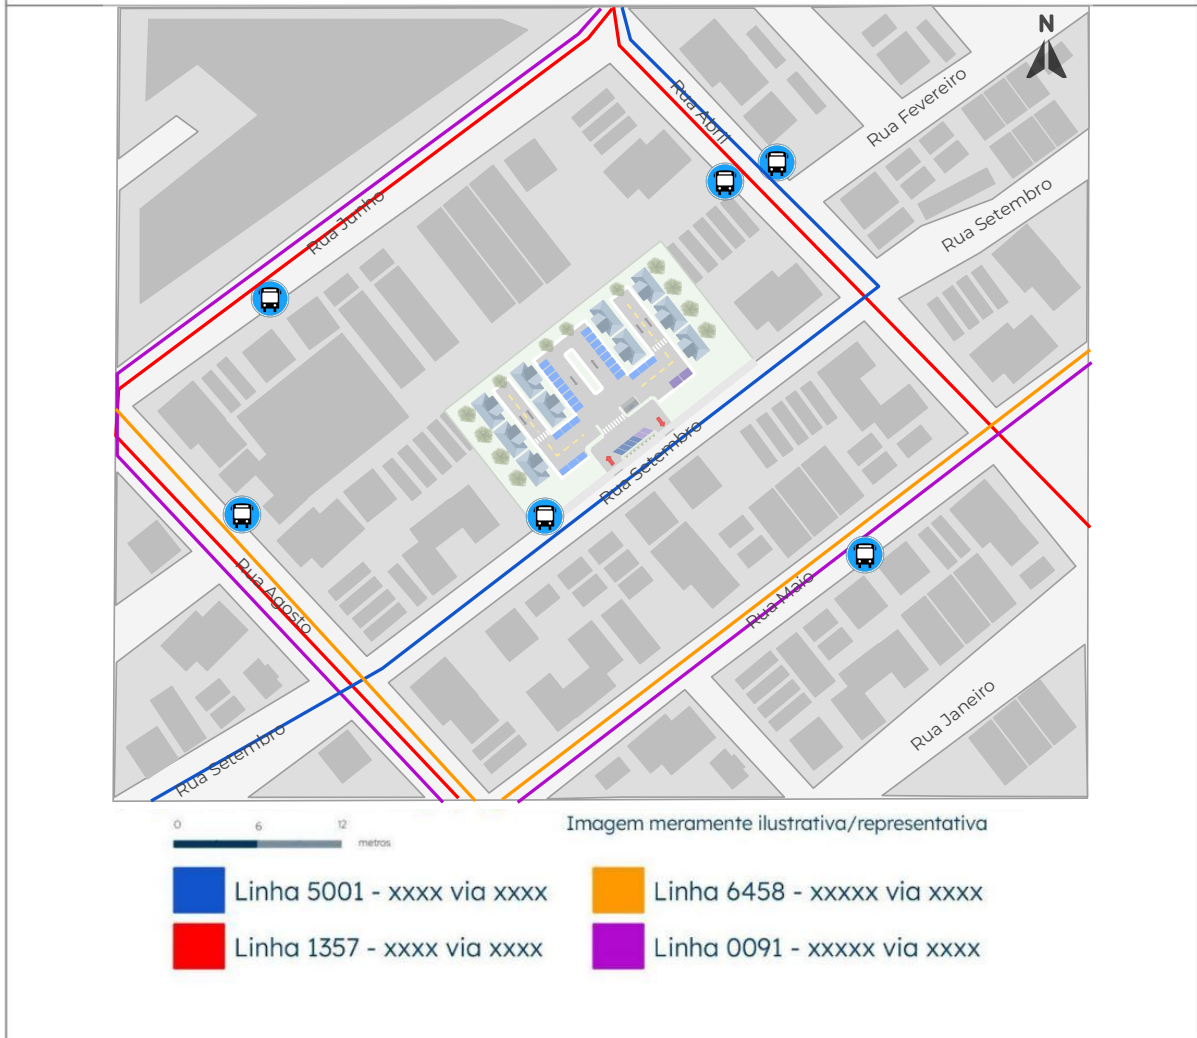 N
Rua Abril
Rua Fevereiro
Rua Setembro
Rua Junho
Rua Setembro
Rua Agosto
Rua Maio
Rua Janeiro
Rua Setembro
0 6 12
metros
Imagem meramente ilustrativa/representativa
Linha 5001 - xxxx via xxxx
Linha 6458 - xxxxx via xxxx
Linha 1357 - xxxx via xxxx
Linha 0091 - xxxxx via xxxx